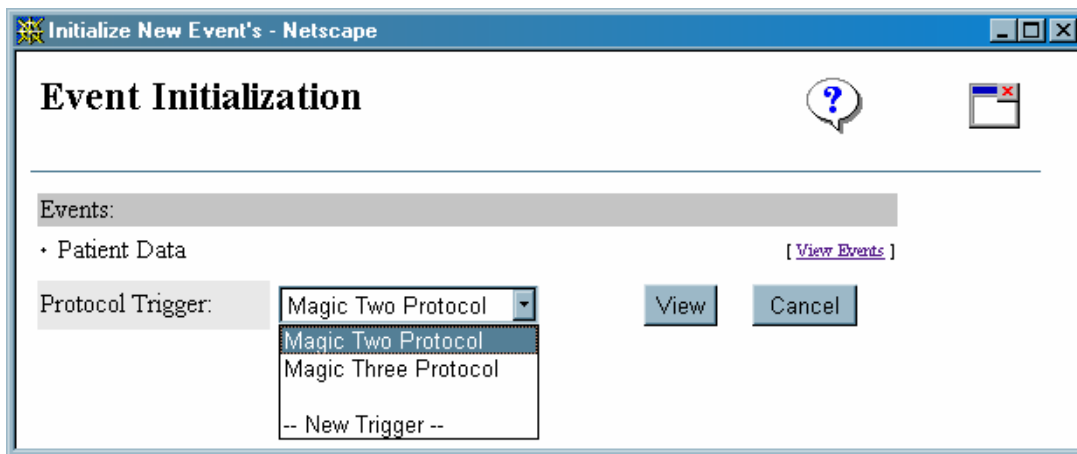 Initialize New Event's - Netscape
Event Initialization
?
Events:
• Patient Data [ View Events ]
Protocol Trigger: Magic Two Protocol View Cancel
Magic Two Protocol
Magic Three Protocol
-- New Trigger --